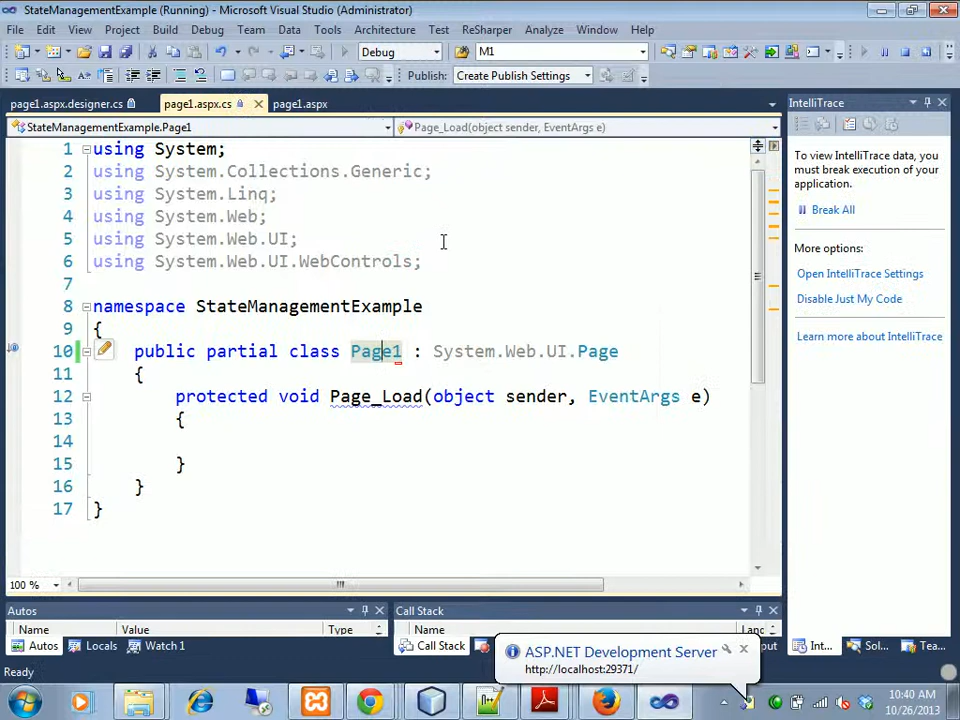 StateManagementExample (Running) - Microsoft Visual Studio (Administrator)
File Edit View Project Build Debug Team Data Tools Architecture Test ReSharper Analyze Window Help
Debug M1
Publish: Create Publish Settings
page1.aspx.designer.cs page1.aspx.cs page1.aspx
StateManagementExample.Page1 Page_Load(object sender, EventArgs e)
1 using System;
2 using System.Collections.Generic;
3 using System.Linq;
4 using System.Web;
5 using System.Web.UI;
6 using System.Web.UI.WebControls;
7
8 namespace StateManagementExample
9 {
10 public partial class Page1 : System.Web.UI.Page
11 {
12 protected void Page_Load(object sender, EventArgs e)
13 {
14
15 }
16 }
17 }
100 %
IntelliTrace
To view IntelliTrace data, you
must break execution of your
application.
Break All
More options:
Open IntelliTrace Settings
Disable Just My Code
Learn more about IntelliTrace
Autos
Name Value Type
Autos Locals Watch 1
Call Stack
Name
Call Stack
Int... Sol... Tea...
ASP.NET Development Server
http://localhost:29371/
Ready
10:40 AM
10/26/2013